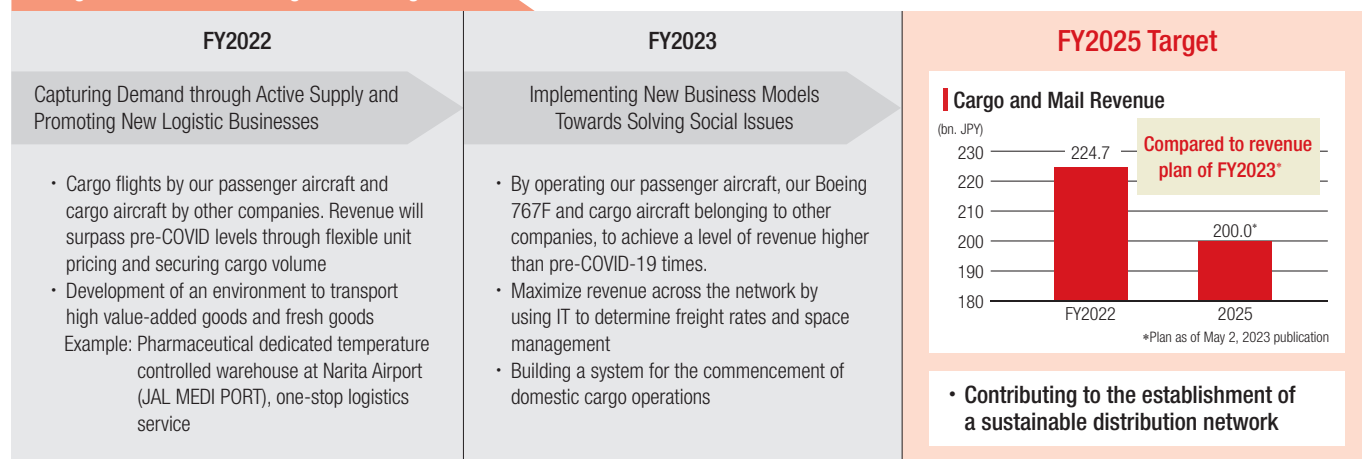 FY2022
Capturing Demand through Active Supply and
Promoting New Logistic Businesses
・Cargo flights by our passenger aircraft and
cargo aircraft by other companies. Revenue will
surpass pre-COVID levels through flexible unit
pricing and securing cargo volume
・Development of an environment to transport
high value-added goods and fresh goods
Example: Pharmaceutical dedicated temperature
controlled warehouse at Narita Airport
(JAL MEDI PORT), one-stop logistics
service
FY2023
Implementing New Business Models
Towards Solving Social Issues
・By operating our passenger aircraft, our Boeing
767F and cargo aircraft belonging to other
companies, to achieve a level of revenue higher
than pre-COVID-19 times.
・Maximize revenue across the network by
using IT to determine freight rates and space
management
・Building a system for the commencement of
domestic cargo operations
FY2025 Target
Cargo and Mail Revenue
(bn. JPY)
Compared to revenue
plan of FY2023*
230
220
210
200
190
180
224.7
200.0*
FY2022
2025
*Plan as of May 2, 2023 publication
・Contributing to the establishment of
a sustainable distribution network